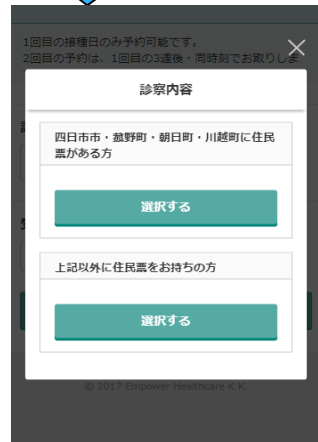 1回目の接種日のみ予約可能です。
2回目の予約は、1回目の3週後・同時刻でお取りしま
診察内容
四日市市・菰野町・朝日町・川越町に住民
票がある方
選択する
上記以外に住民票をお持ちの方
選択する
© 2017 Empower Healthcare K.K.